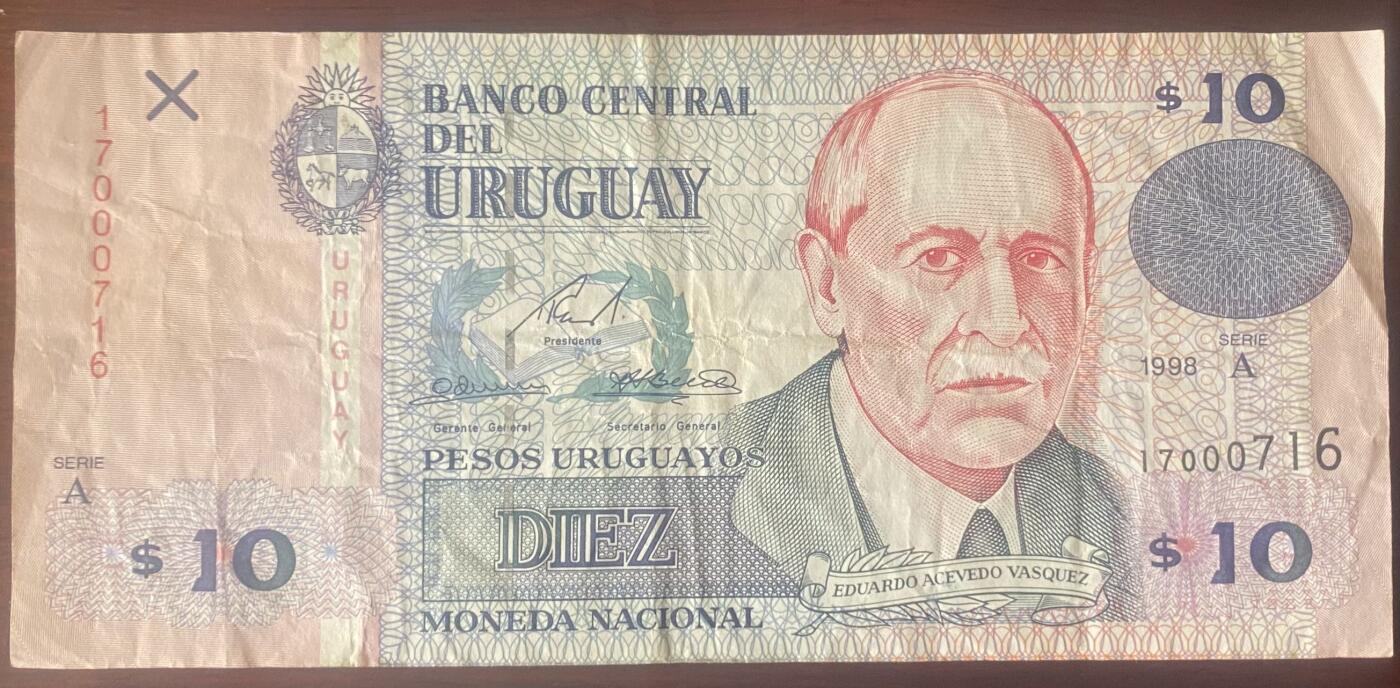 BANCO CENTRAL
DEL
URUGUAY
$10
17000716
URUGUAY
Presidente
Gerente General
Secretario General
SERIE
1998 A
17000716
PESOS URUGUAYOS
SERIE
A
DIEZ
$10
$10
EDUARDO ACEVEDO VASQUEZ
MONEDA NACIONAL